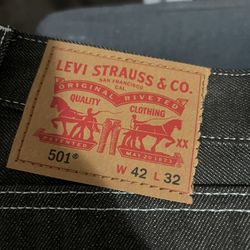 LEVI STRAUSS & CO.
SAN FRANCISCO
CAL.
ORIGINAL RIVETED
QUALITY CLOTHING
XX
PATENTED MAY 20 1873
501®
W 42 L 32